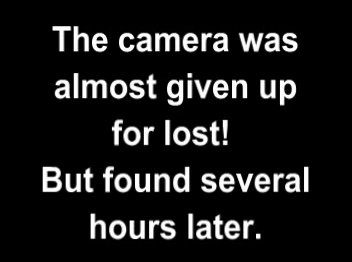 The camera was
almost given up
for lost!
But found several
hours later.